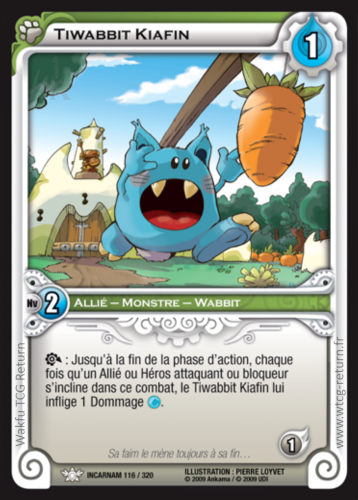 Tiwabbit Kiafin
1
Nv 2 Allié – Monstre – Wabbit
: Jusqu'à la fin de la phase d'action, chaque
fois qu'un Allié ou Héros attaquant ou bloqueur
s'incline dans ce combat, le Tiwabbit Kiafin lui
inflige 1 Dommage .
Sa faim le mène toujours à sa fin...
1
INCARNAM 116 / 320
ILLUSTRATION : PIERRE LOYVET
© 2009 Ankama / © 2009 UDI
Wakfu TCG Return
www.wtcg-return.fr